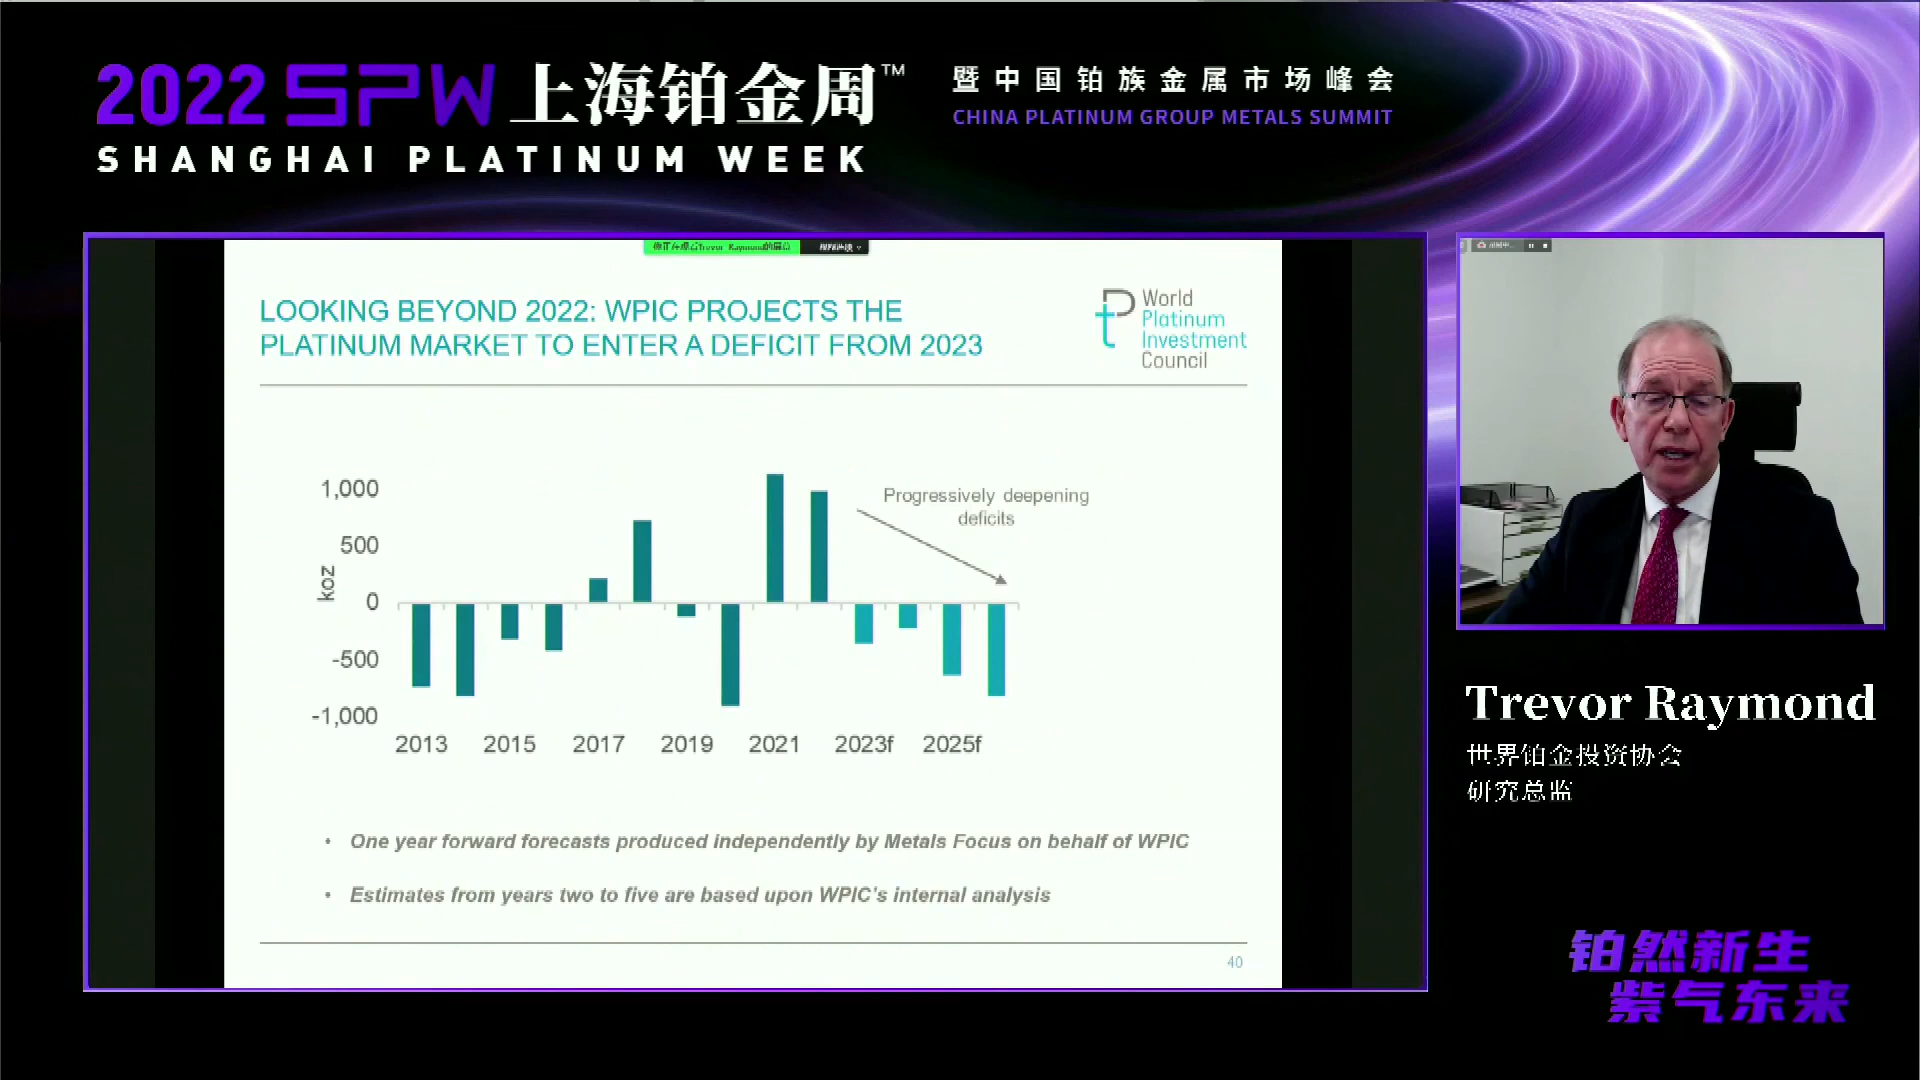 2022 SPW 上海铂金周™
SHANGHAI PLATINUM WEEK
暨中国铂族金属市场峰会
CHINA PLATINUM GROUP METALS SUMMIT
LOOKING BEYOND 2022: WPIC PROJECTS THE
PLATINUM MARKET TO ENTER A DEFICIT FROM 2023
World
Platinum
Investment
Council
koz
1,000
500
0
-500
-1,000
Progressively deepening
deficits
2013 2015 2017 2019 2021 2023f 2025f
• One year forward forecasts produced independently by Metals Focus on behalf of WPIC
• Estimates from years two to five are based upon WPIC's internal analysis
40
Trevor Raymond
世界铂金投资协会
研究总监
铂然新生
紫气东来